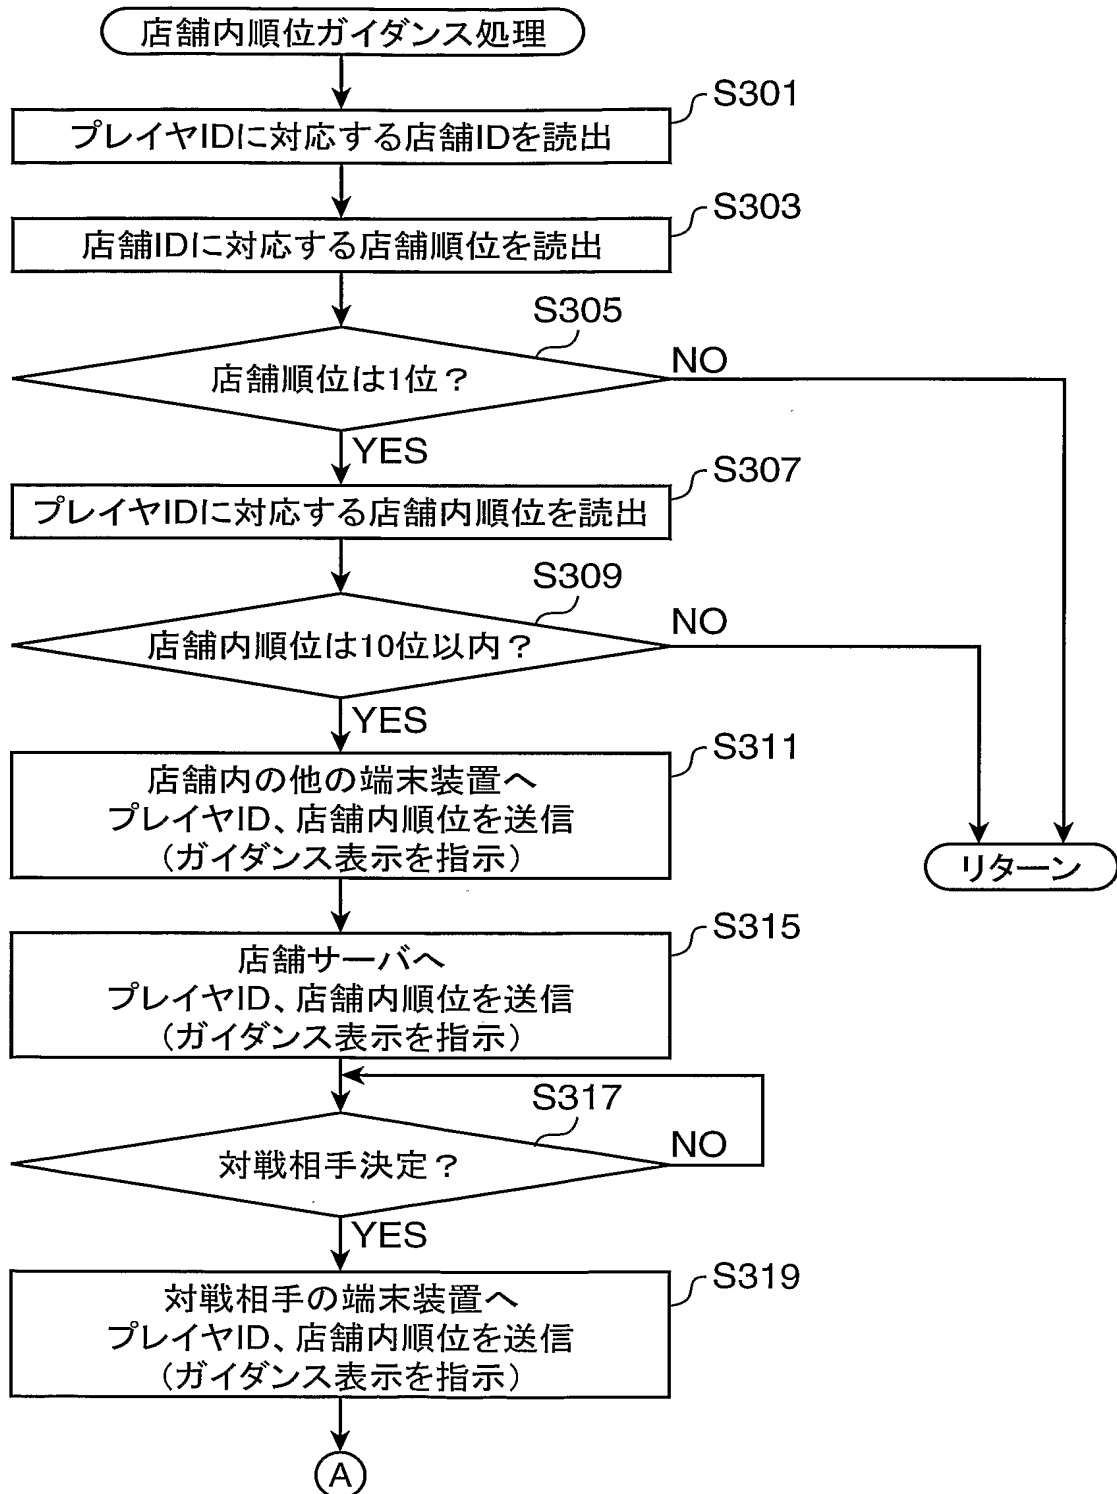 店舗内順位ガイダンス処理
S301
プレイヤIDに対応する店舗IDを読出
S303
店舗IDに対応する店舗順位を読出
S305
店舗順位は1位？
NO
YES
S307
プレイヤIDに対応する店舗内順位を読出
S309
店舗内順位は10位以内？
NO
YES
S311
店舗内の他の端末装置へ
プレイヤID、店舗内順位を送信
（ガイダンス表示を指示）
リターン
S315
店舗サーバへ
プレイヤID、店舗内順位を送信
（ガイダンス表示を指示）
S317
対戦相手決定？
NO
YES
S319
対戦相手の端末装置へ
プレイヤID、店舗内順位を送信
（ガイダンス表示を指示）
A